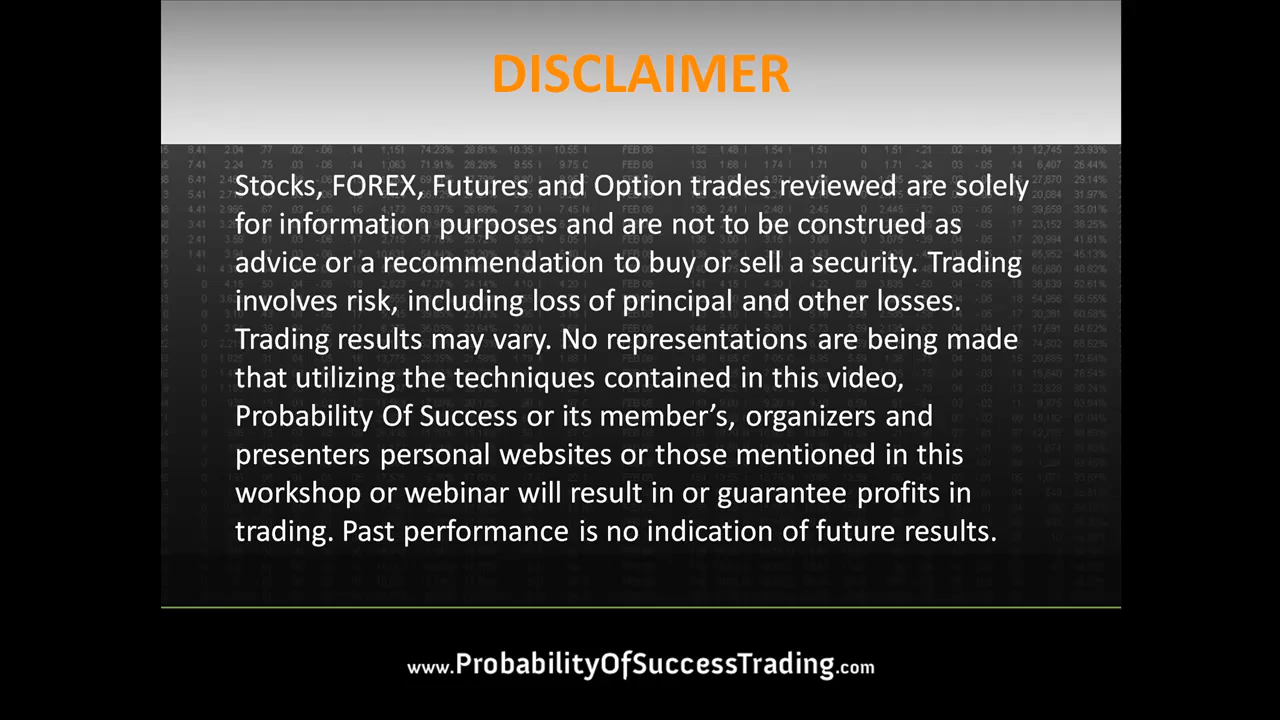 DISCLAIMER
Stocks, FOREX, Futures and Option trades reviewed are solely
for information purposes and are not to be construed as
advice or a recommendation to buy or sell a security. Trading
involves risk, including loss of principal and other losses.
Trading results may vary. No representations are being made
that utilizing the techniques contained in this video,
Probability Of Success or its member’s, organizers and
presenters personal websites or those mentioned in this
workshop or webinar will result in or guarantee profits in
trading. Past performance is no indication of future results.
www.ProbabilityOfSuccessTrading.com